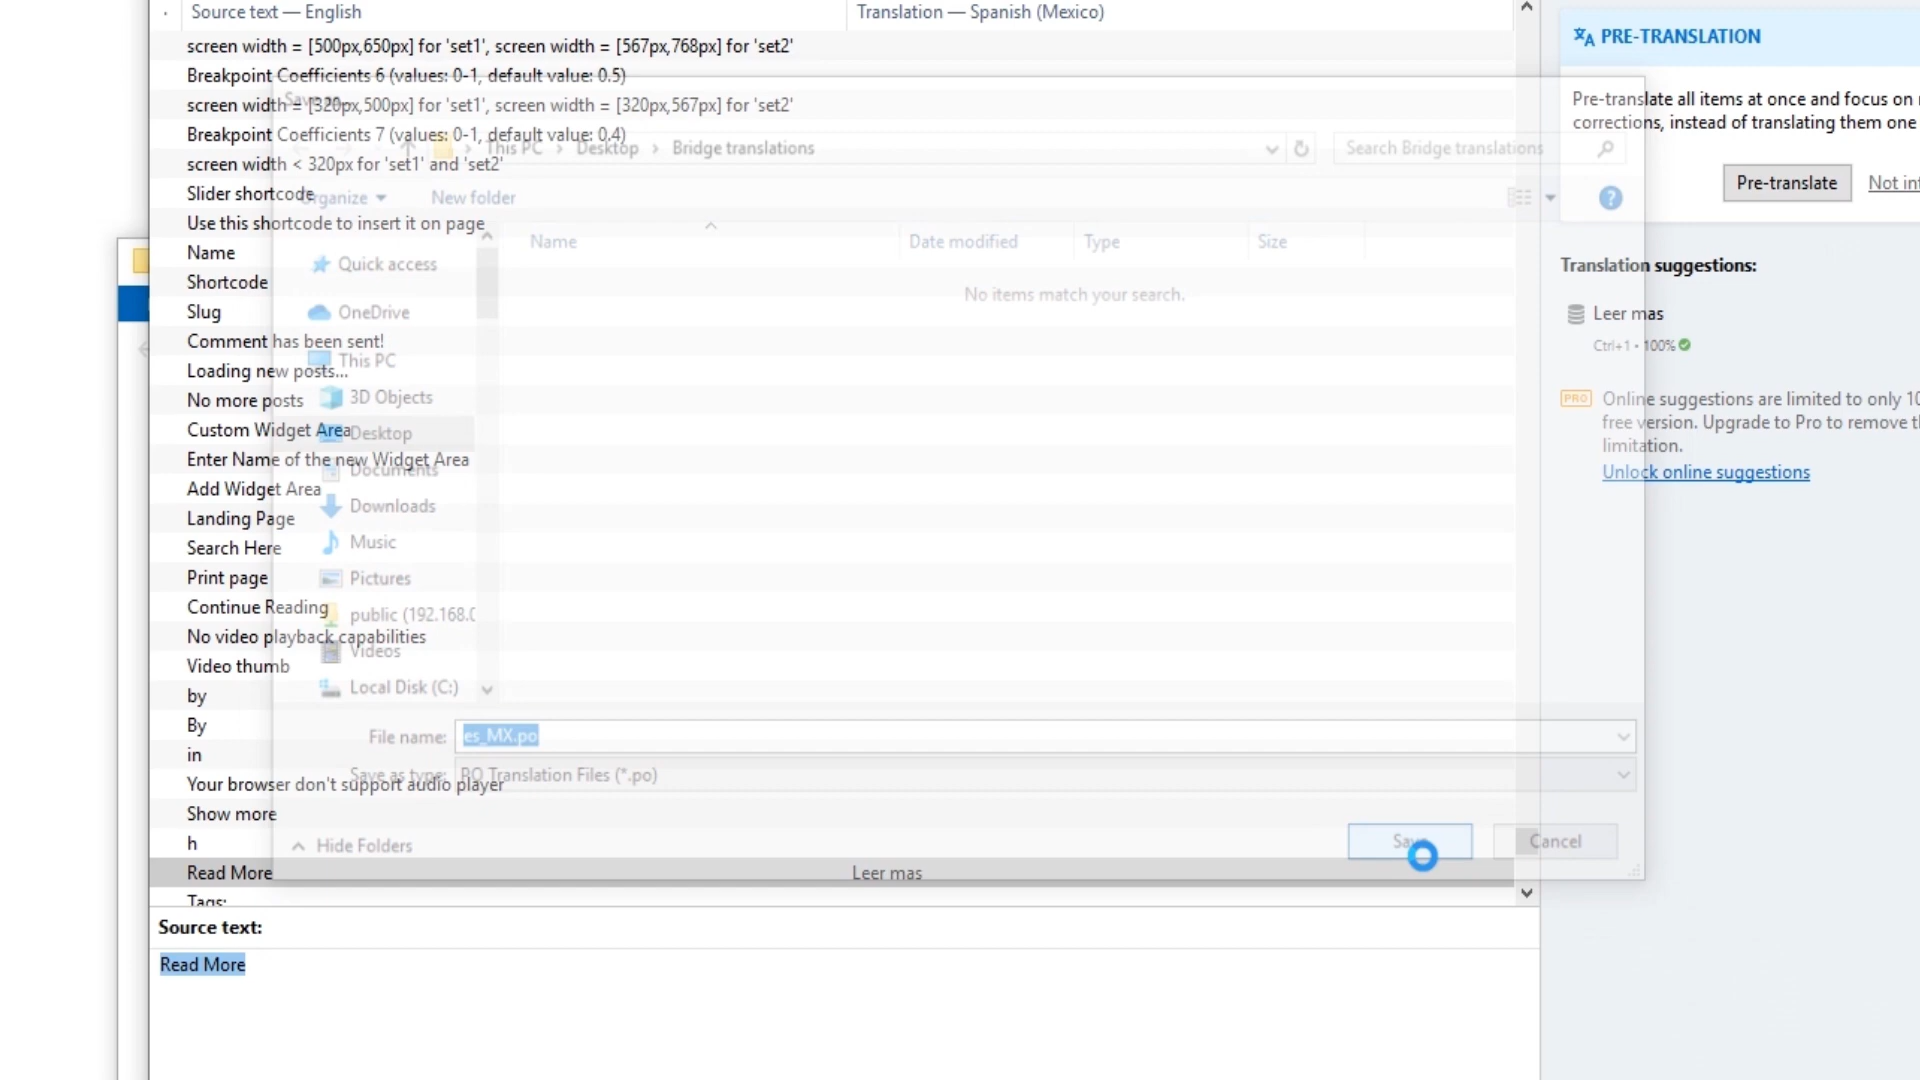 Source text — English
Translation — Spanish (Mexico)
screen width = [500px,650px] for 'set1', screen width = [567px,768px] for 'set2'
Breakpoint Coefficients 6 (values: 0-1, default value: 0.5)
screen width = [320px,500px] for 'set1', screen width = [320px,567px] for 'set2'
Breakpoint Coefficients 7 (values: 0-1, default value: 0.4)
screen width < 320px for 'set1' and 'set2'
Slider shortcode
Use this shortcode to insert it on page
Name
Shortcode
Slug
Comment has been sent!
Loading new posts...
No more posts
Custom Widget Area
Enter Name of the new Widget Area
Add Widget Area
Landing Page
Search Here
Print page
Continue Reading
No video playback capabilities
Video thumb
by
By
in
Your browser don't support audio player
Show more
h
Read More
Leer mas
Tags:
Source text:
Read More
This PC > Desktop > Bridge translations
Search Bridge translations
Organize
New folder
Name
Date modified
Type
Size
No items match your search.
Quick access
OneDrive
This PC
3D Objects
Desktop
Documents
Downloads
Music
Pictures
public (192.168.0
Videos
Local Disk (C:)
File name:
es_MX.po
Save as type:
PO Translation Files (*.po)
Hide Folders
Save
Cancel
PRE-TRANSLATION
Pre-translate all items at once and focus on
corrections, instead of translating them one
Pre-translate
Not int
Translation suggestions:
Leer mas
Ctrl+1 • 100%
PRO
Online suggestions are limited to only 10
free version. Upgrade to Pro to remove th
limitation.
Unlock online suggestions